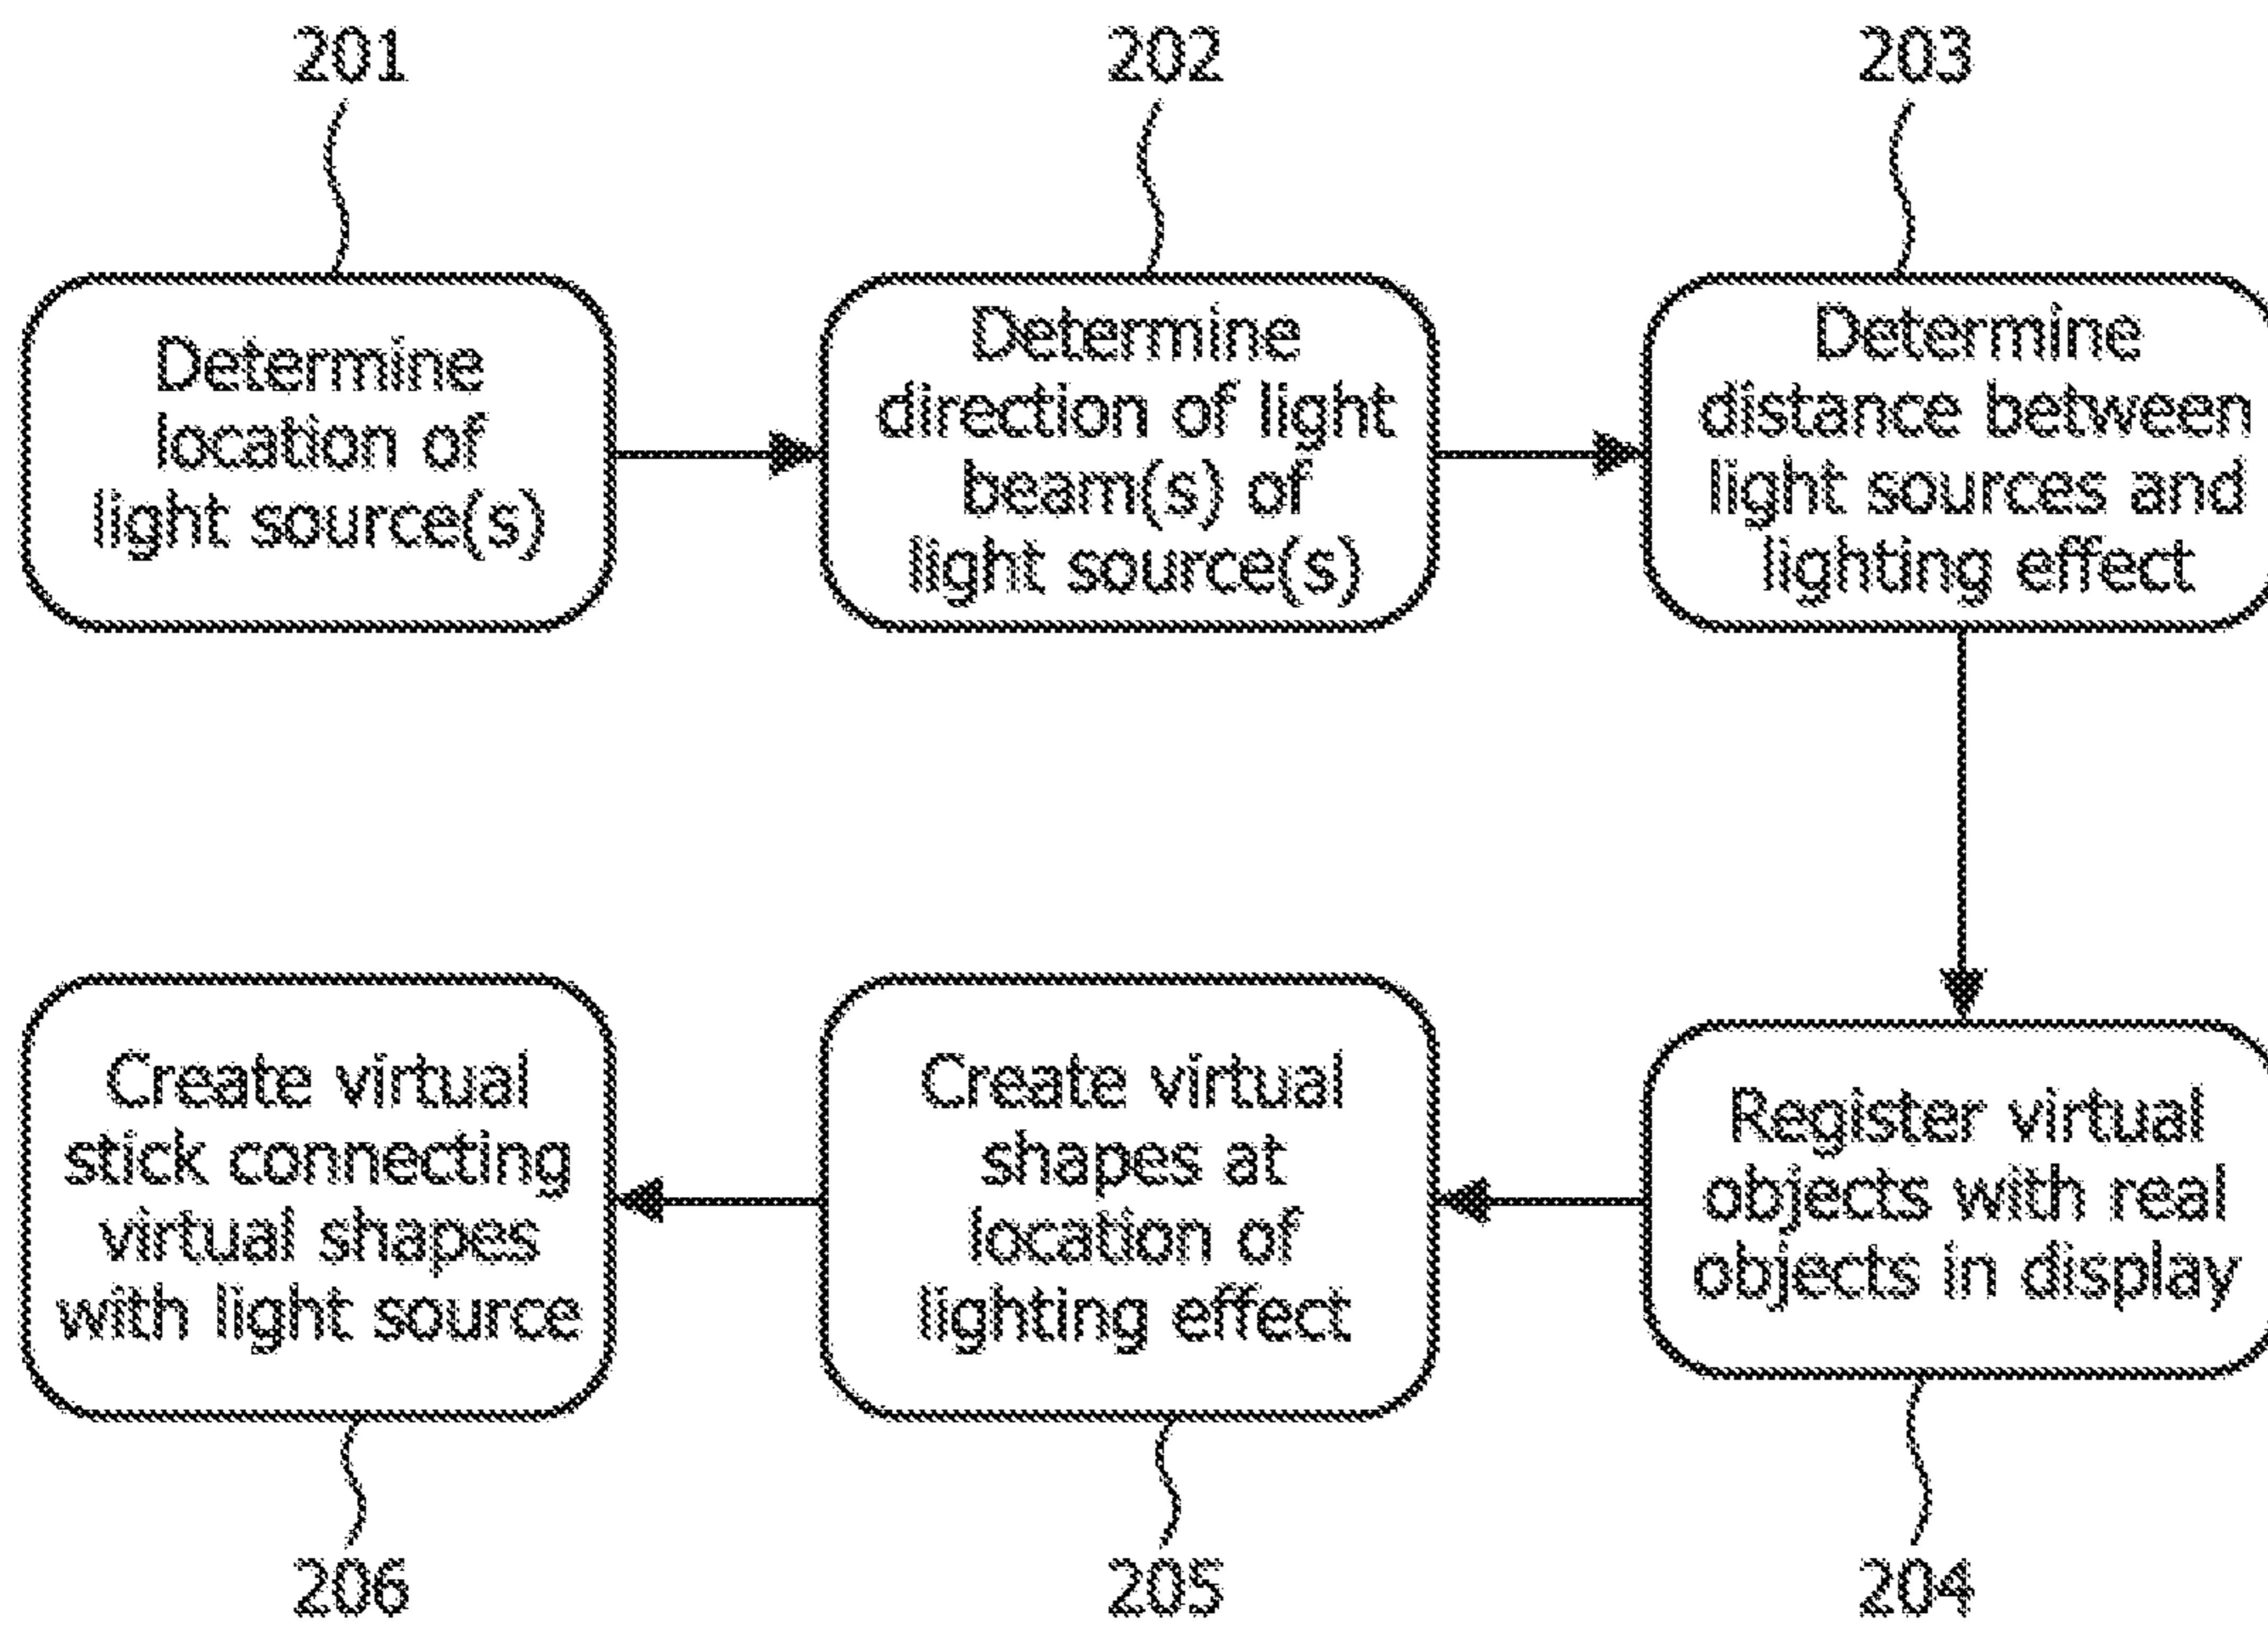 201
202
203
Determine
location of
light source(s)
Determine
direction of light
beam(s) of
light source(s)
Determine
distance between
light sources and
lighting effect
Create virtual
stick connecting
virtual shapes
with light source
Create virtual
shapes at
location of
lighting effect
Register virtual
objects with real
objects in display
206
205
204